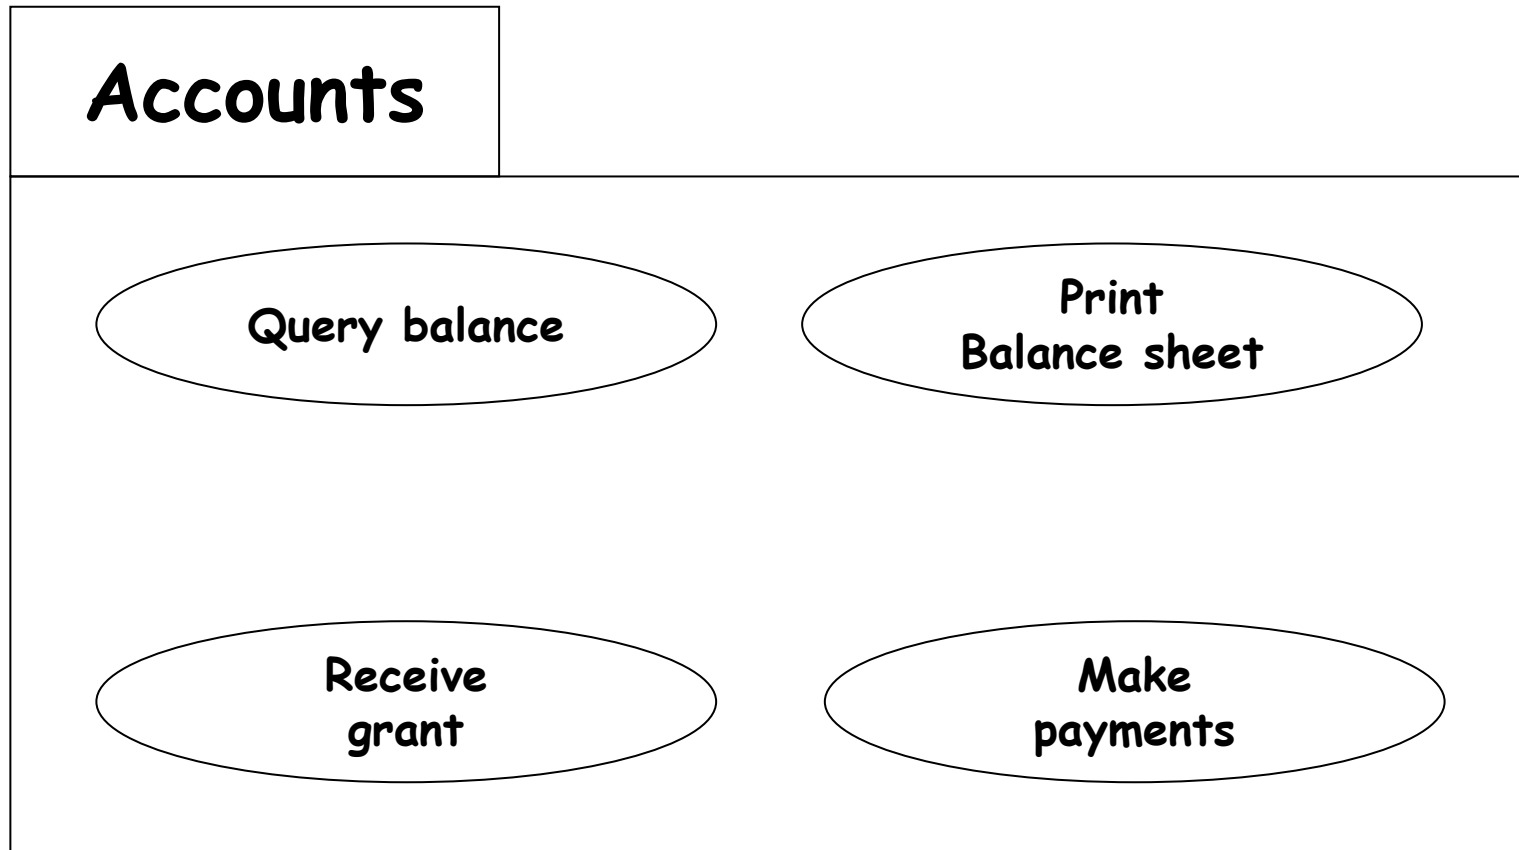 Accounts
Query balance
Print
Balance sheet
Receive
grant
Make
payments